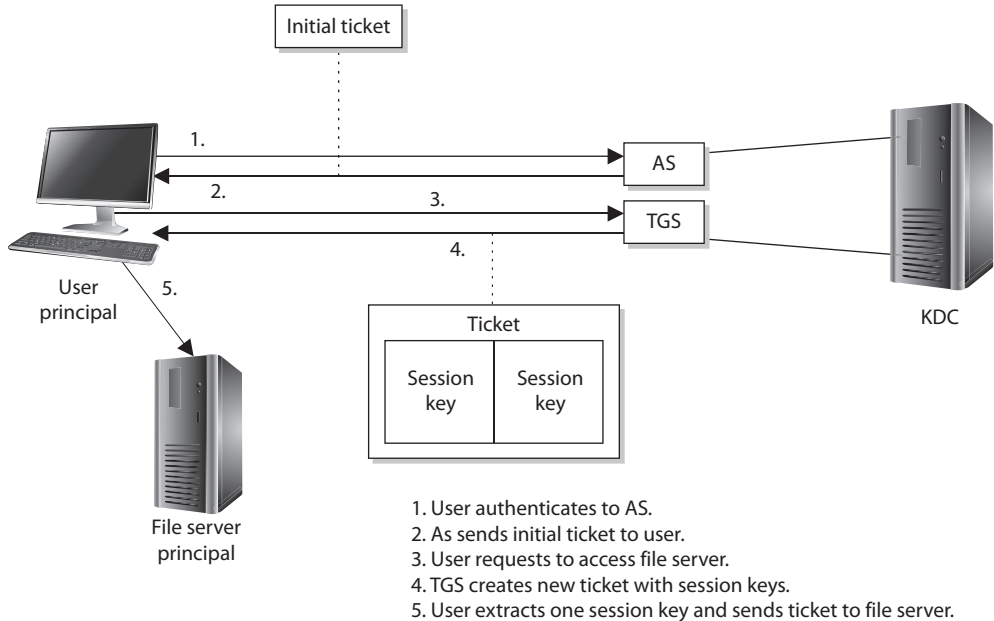 Initial ticket
1.
AS
2.
3.
TGS
4.
User
principal
5.
KDC
Ticket
Session
key
Session
key
File server
principal
1. User authenticates to AS.
2. As sends initial ticket to user.
3. User requests to access file server.
4. TGS creates new ticket with session keys.
5. User extracts one session key and sends ticket to file server.